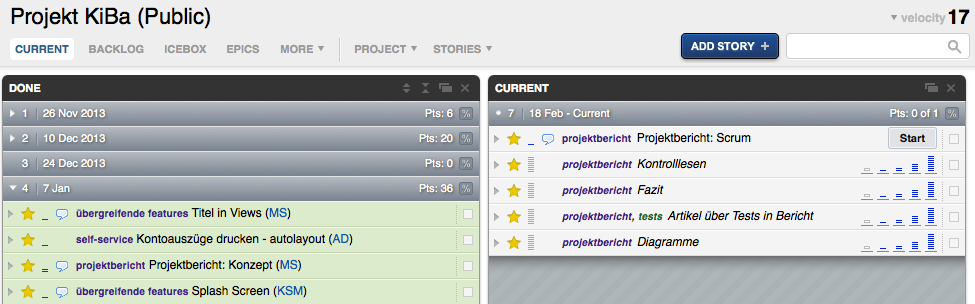 Projekt KiBa (Public)
velocity 17
CURRENT BACKLOG ICEBOX EPICS MORE PROJECT STORIES
ADD STORY +
DONE
1 26 Nov 2013 Pts: 6 %
2 10 Dec 2013 Pts: 20 %
3 24 Dec 2013 Pts: 0 %
4 7 Jan Pts: 36 %
übergreifende features Titel in Views (MS)
self-service Kontoauszüge drucken - autolayout (AD)
projektbericht Projektbericht: Konzept (MS)
übergreifende features Splash Screen (KSM)
CURRENT
7 18 Feb - Current Pts: 0 of 1 %
projektbericht Projektbericht: Scrum Start
projektbericht Kontrolllesen
projektbericht Fazit
projektbericht, tests Artikel über Tests in Bericht
projektbericht Diagramme